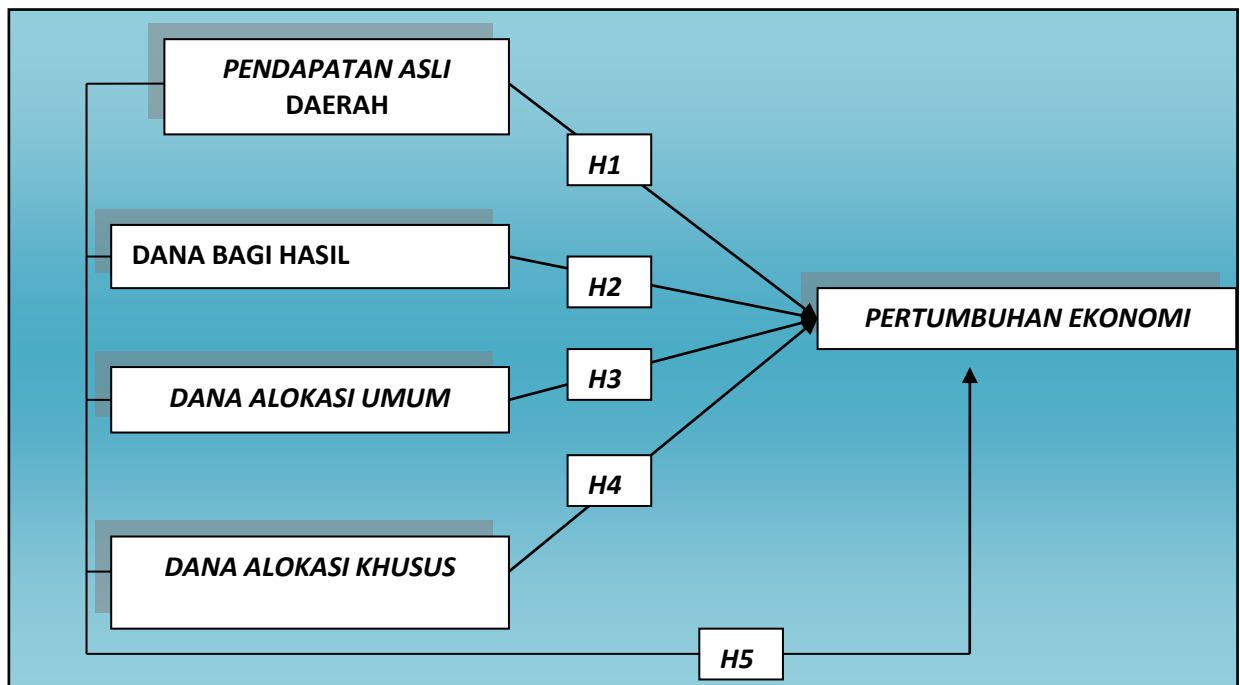 PENDAPATAN ASLI
DAERAH
H1
DANA BAGI HASIL
H2
PERTUMBUHAN EKONOMI
H3
DANA ALOKASI UMUM
H4
DANA ALOKASI KHUSUS
H5